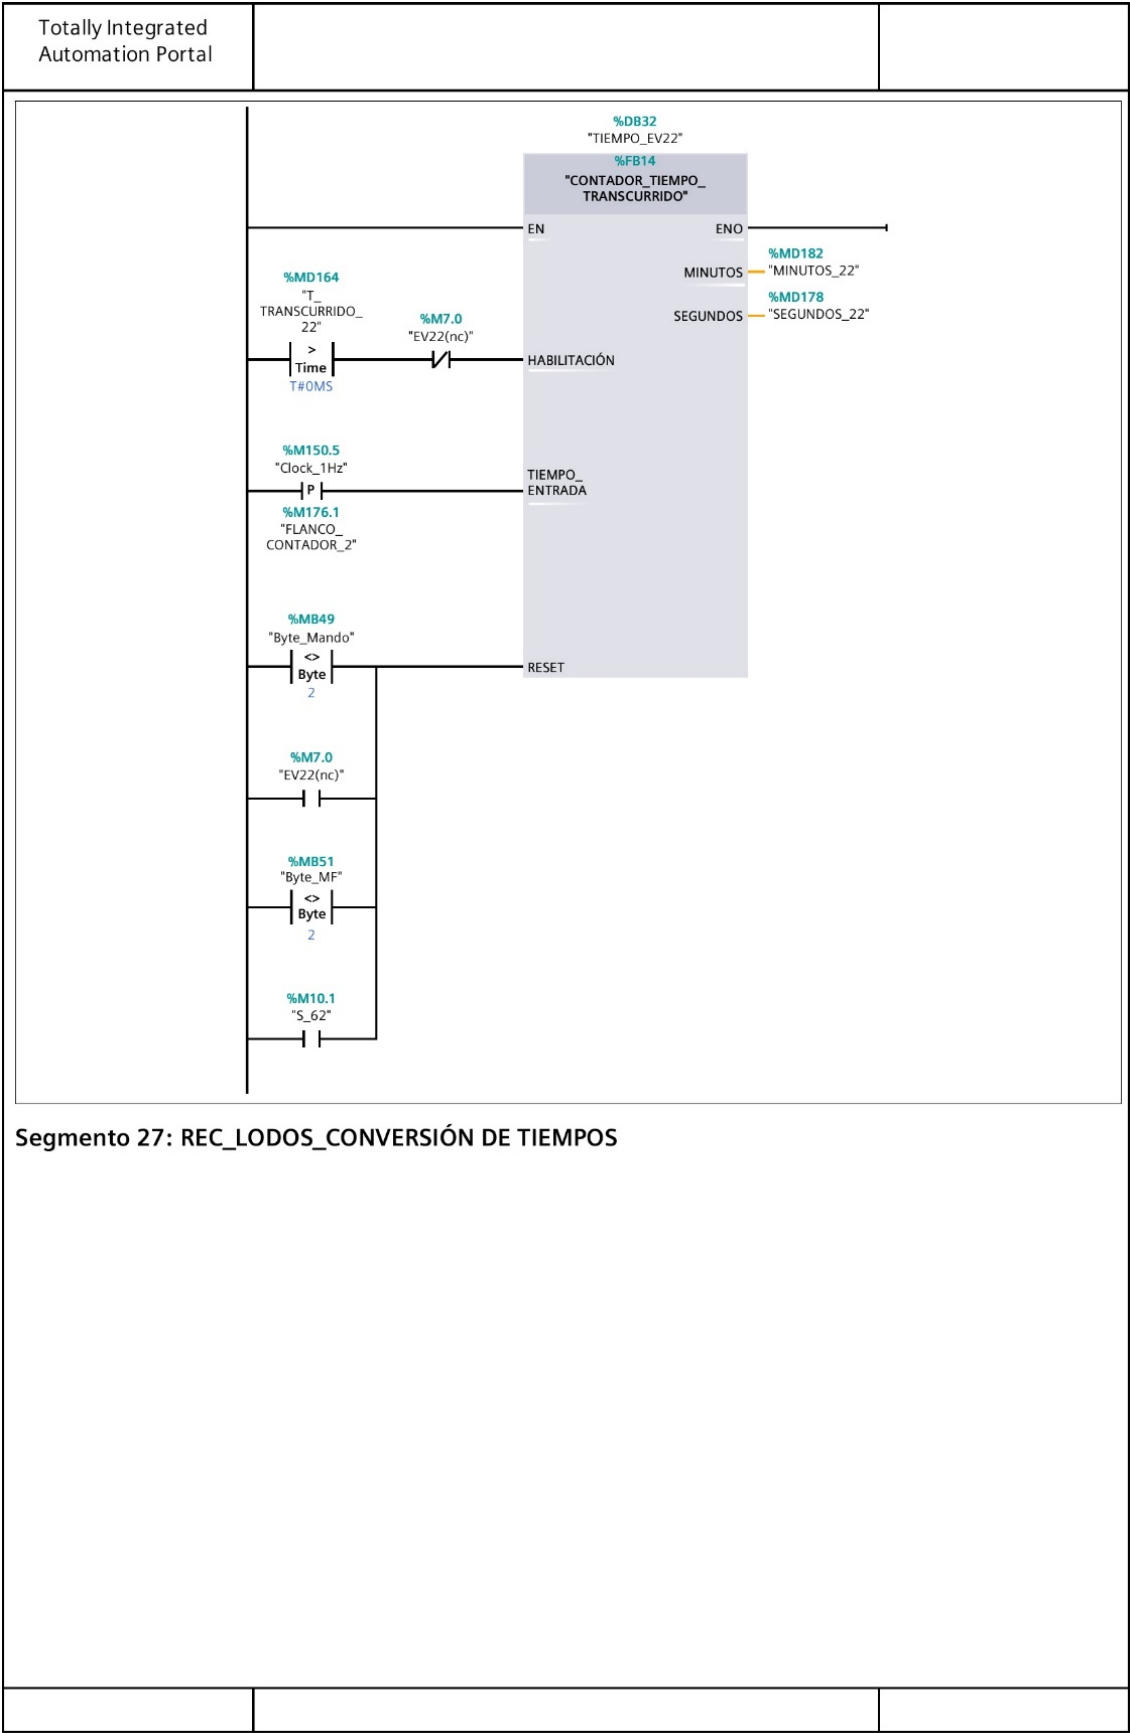 Totally Integrated
Automation Portal
%DB32
"TIEMPO_EV22"
%FB14
"CONTADOR_TIEMPO_
TRANSCURRIDO"
EN
ENO
%MD182
MINUTOS
"MINUTOS_22"
%MD178
SEGUNDOS
"SEGUNDOS_22"
%MD164
"T_
TRANSCURRIDO_
22"
>
Time
T#0MS
%M7.0
"EV22(nc)"
HABILITACIÓN
%M150.5
"Clock_1Hz"
P
%M176.1
"FLANCO_
CONTADOR_2"
TIEMPO_
ENTRADA
%MB49
"Byte_Mando"
<>
Byte
2
RESET
%M7.0
"EV22(nc)"
%MB51
"Byte_MF"
<>
Byte
2
%M10.1
"S_62"
Segmento 27: REC_LODOS_CONVERSIÓN DE TIEMPOS